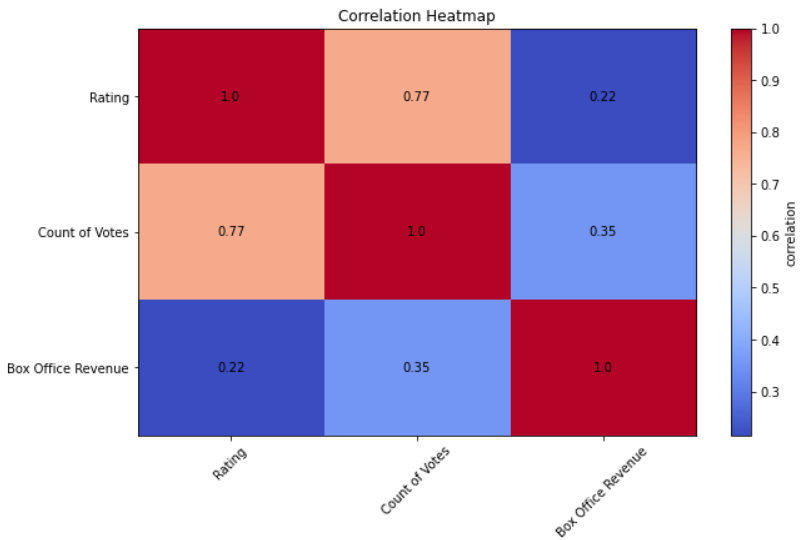 Correlation Heatmap
Rating
1.0
0.77
0.22
Count of Votes
0.77
1.0
0.35
Box Office Revenue
0.22
0.35
1.0
Rating
Count of Votes
Box Office Revenue
1.0
0.9
0.8
0.7
0.6
0.5
0.4
0.3
correlation